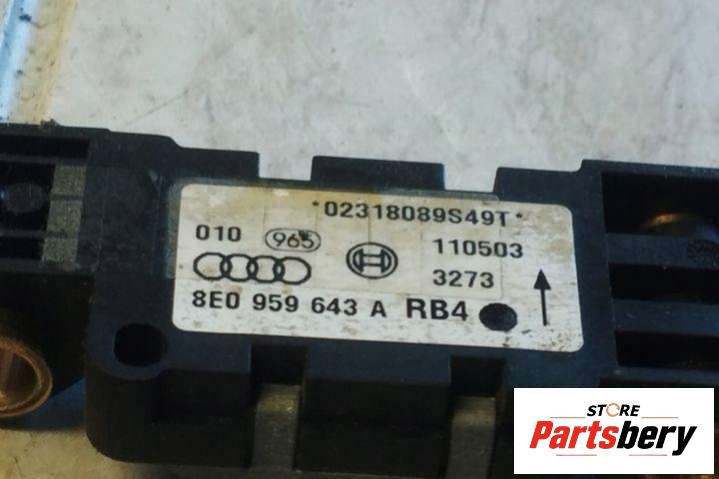 *02318089S49T*
010 965 110503
3273
8E0 959 643 A RB4
STORE
Partsbery